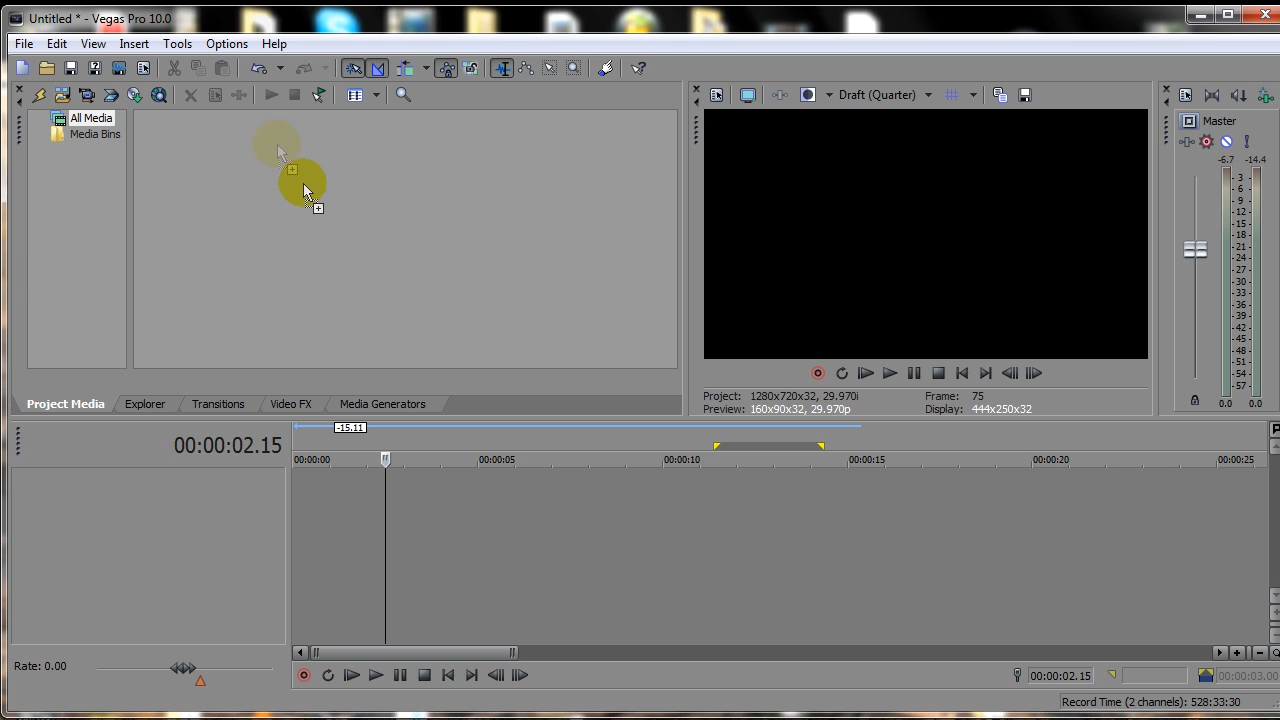 Untitled * - Vegas Pro 10.0
File Edit View Insert Tools Options Help
Draft (Quarter)
All Media
Media Bins
Master
-6.7 -14.4
3
6
9
12
15
18
21
24
27
30
33
36
39
42
45
48
51
54
57
0.0 0.0
Project Media Explorer Transitions Video FX Media Generators
Project: 1280x720x32, 29.970i Frame: 75
Preview: 160x90x32, 29.970p Display: 444x250x32
-15.11
00:00:02.15
00:00:00 00:00:05 00:00:10 00:00:15 00:00:20 00:00:25
Rate: 0.00
00:00:02.15 00:00:03.00
Record Time (2 channels): 528:33:30